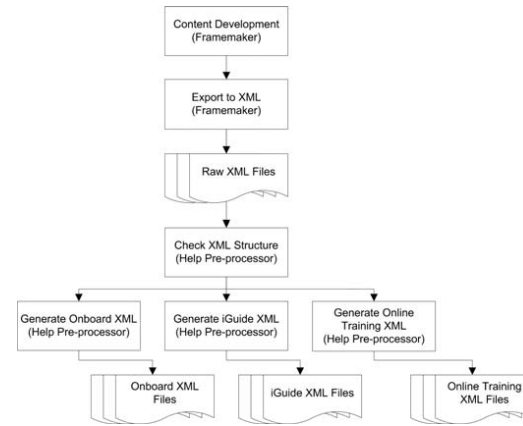 Content Development
(Framemaker)
Export to XML
(Framemaker)
Raw XML Files
Check XML Structure
(Help Pre-processor)
Generate Onboard XML
(Help Pre-processor)
Generate iGuide XML
(Help Pre-processor)
Generate Online
Training XML
(Help Pre-processor)
Onboard XML
Files
iGuide XML Files
Online Training
XML Files